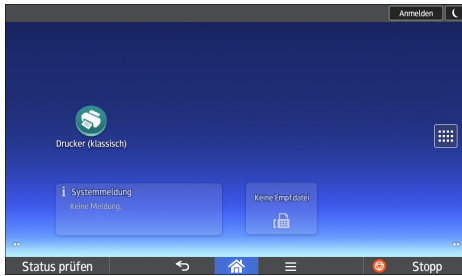 Anmelden
Drucker (klassisch)
Systemmeldung
Keine Meldung.
Keine Empf.datei
Status prüfen
Stopp